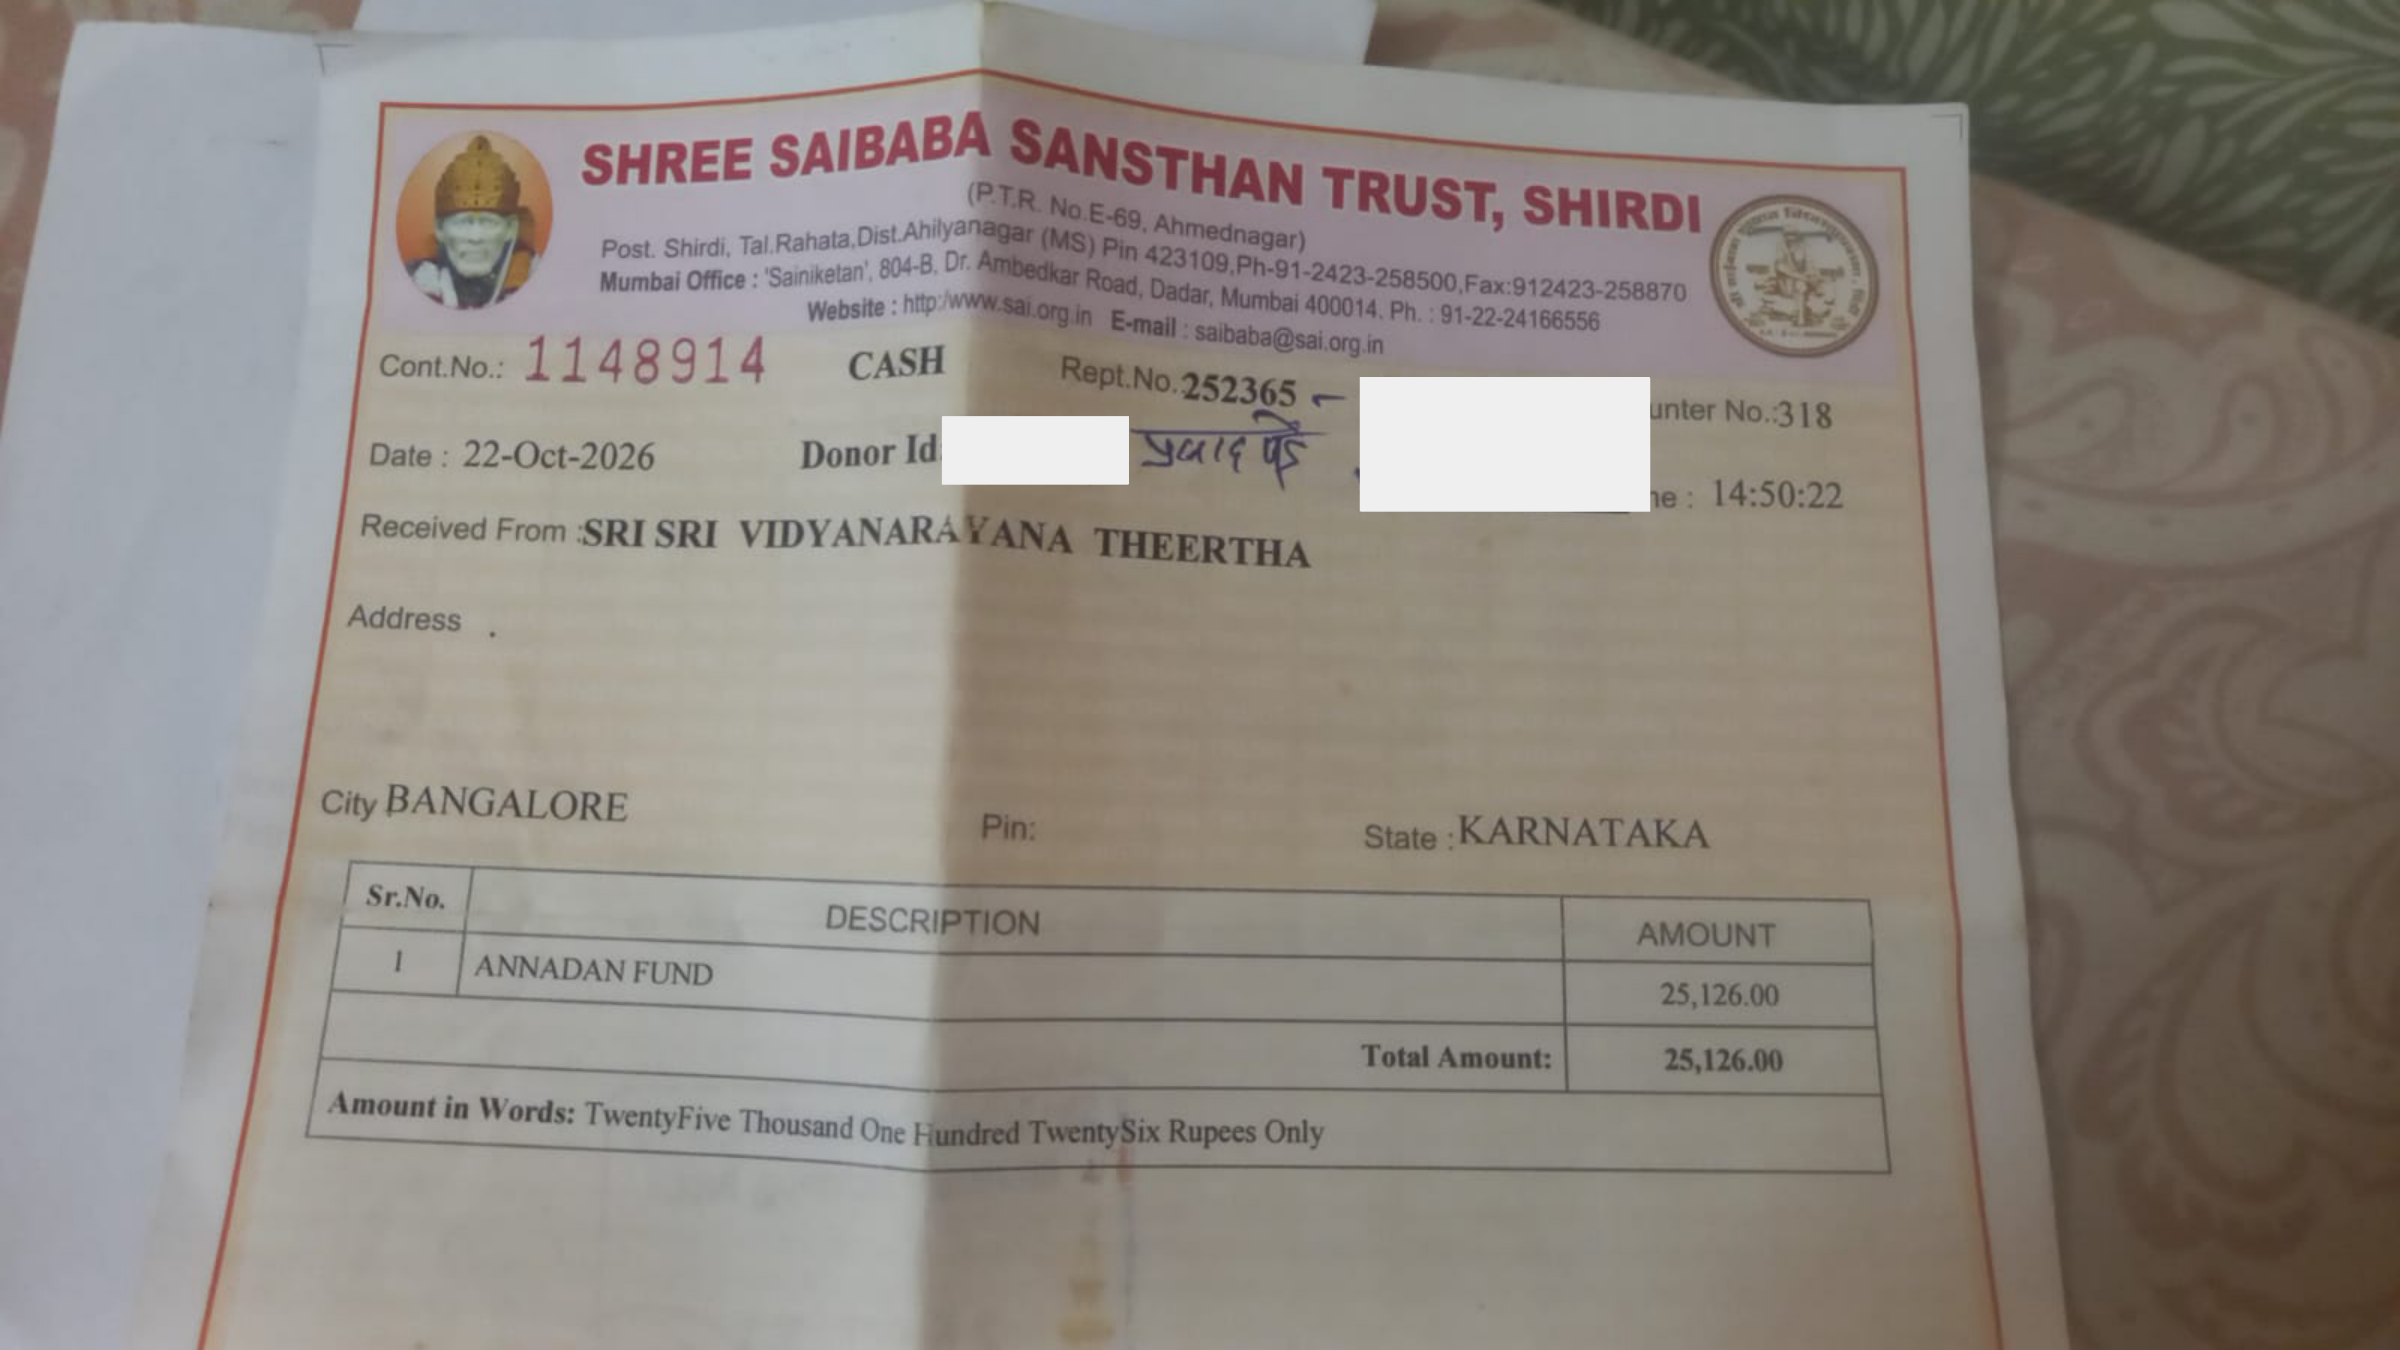 SHREE SAIBABA SANSTHAN TRUST, SHIRDI
(P.T.R. No.E-69, Ahmednagar)
Post. Shirdi, Tal.Rahata,Dist.Ahilyanagar (MS) Pin 423109,Ph-91-2423-258500,Fax:912423-258870
Mumbai Office : 'Sainiketan', 804-B, Dr. Ambedkar Road, Dadar, Mumbai 400014. Ph. : 91-22-24166556
Website : http:/www.sai.org.in E-mail : saibaba@sai.org.in
Cont.No.: 1148914 CASH Rept.No. 252365 unter No.:318
Date : 22-Oct-2026 Donor Id: ne : 14:50:22
Received From :SRI SRI VIDYANARAYANA THEERTHA
Address .
City BANGALORE Pin: State : KARNATAKA
Sr.No. DESCRIPTION AMOUNT
1 ANNADAN FUND 25,126.00
Total Amount: 25,126.00
Amount in Words: TwentyFive Thousand One Hundred TwentySix Rupees Only